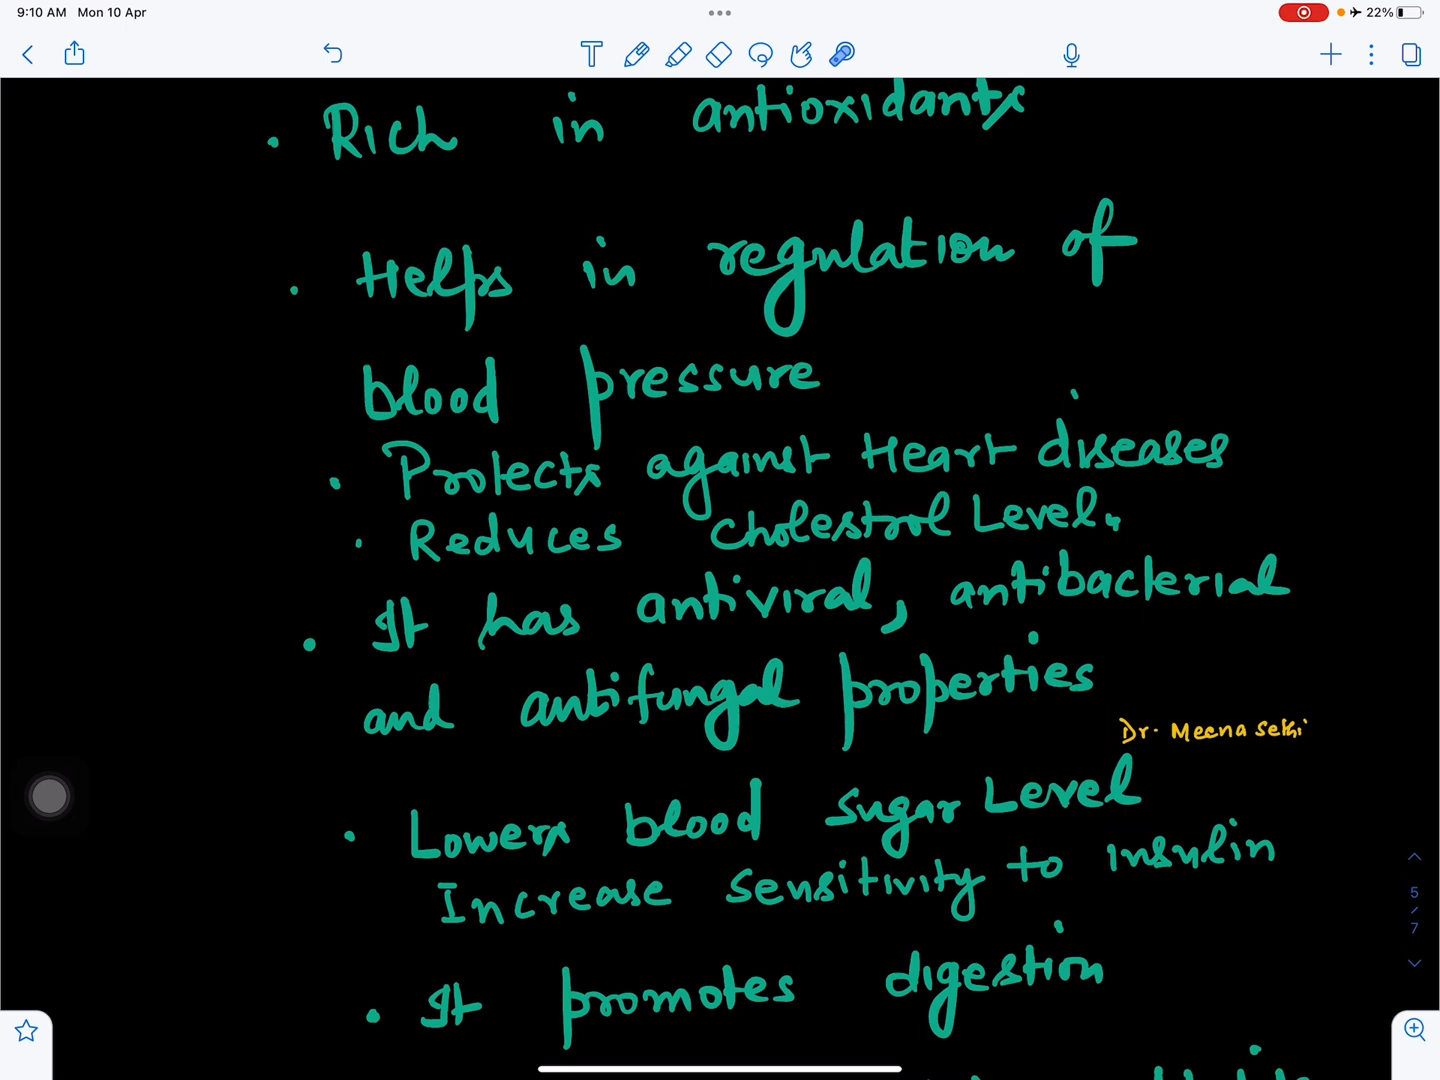 9:10 AM Mon 10 Apr
22%
• Rich in antioxidants
• Helps in regulation of
blood pressure
• Protects against Heart diseases
• Reduces Cholestrol Level.
• It has antiviral, antibacterial
and antifungal properties
Dr. Meena Sethi
• Lowers blood sugar Level
Increase sensitivity to insulin
5
/
7
• It promotes digestion